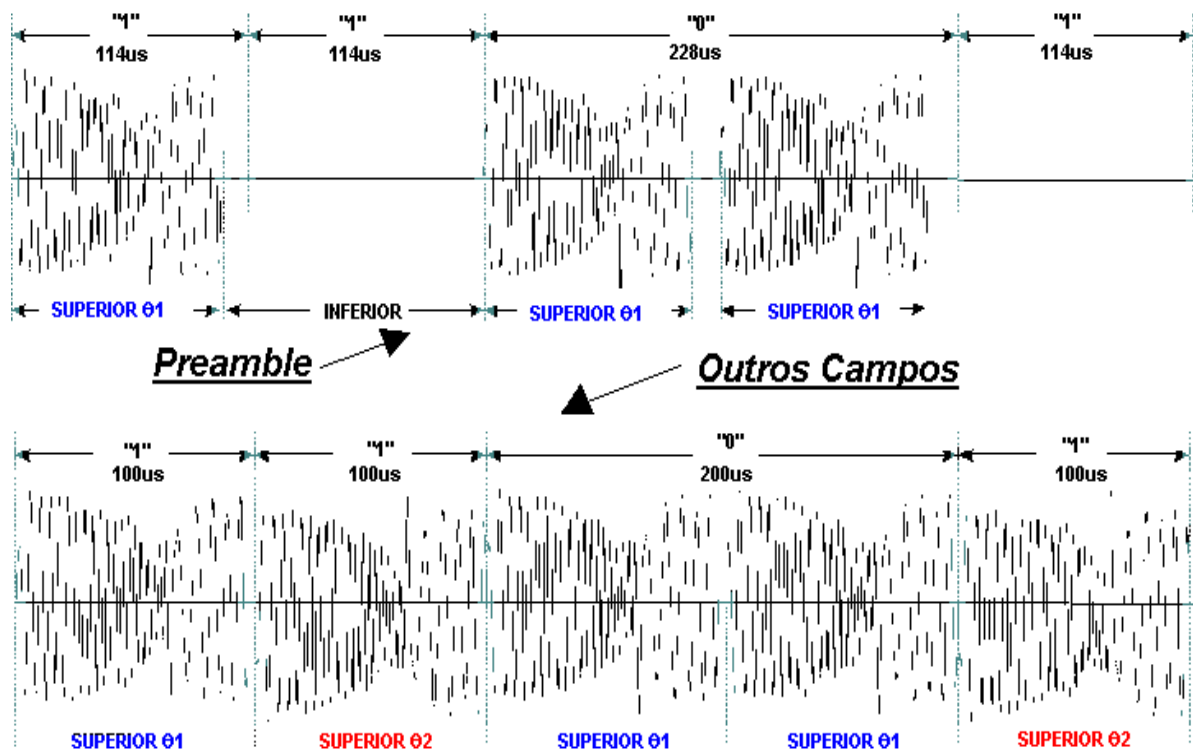 "1" "1" "0" "1"
114us 114us 228us 114us
SUPERIOR θ1 INFERIOR SUPERIOR θ1 SUPERIOR θ1
Preamble
Outros Campos
"1" "1" "0" "1"
100us 100us 200us 100us
SUPERIOR θ1 SUPERIOR θ2 SUPERIOR θ1 SUPERIOR θ1 SUPERIOR θ2